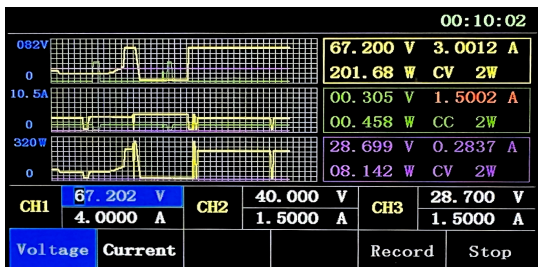 00:10:02
082V
0
67.200 V 3.0012 A
201.68 W CV 2W
10.5A
0
00.305 V 1.5002 A
00.458 W CC 2W
320W
0
28.699 V 0.2837 A
08.142 W CV 2W
CH1 67.202 V CH2 40.000 V CH3 28.700 V
4.0000 A 1.5000 A 1.5000 A
Voltage Current Record Stop